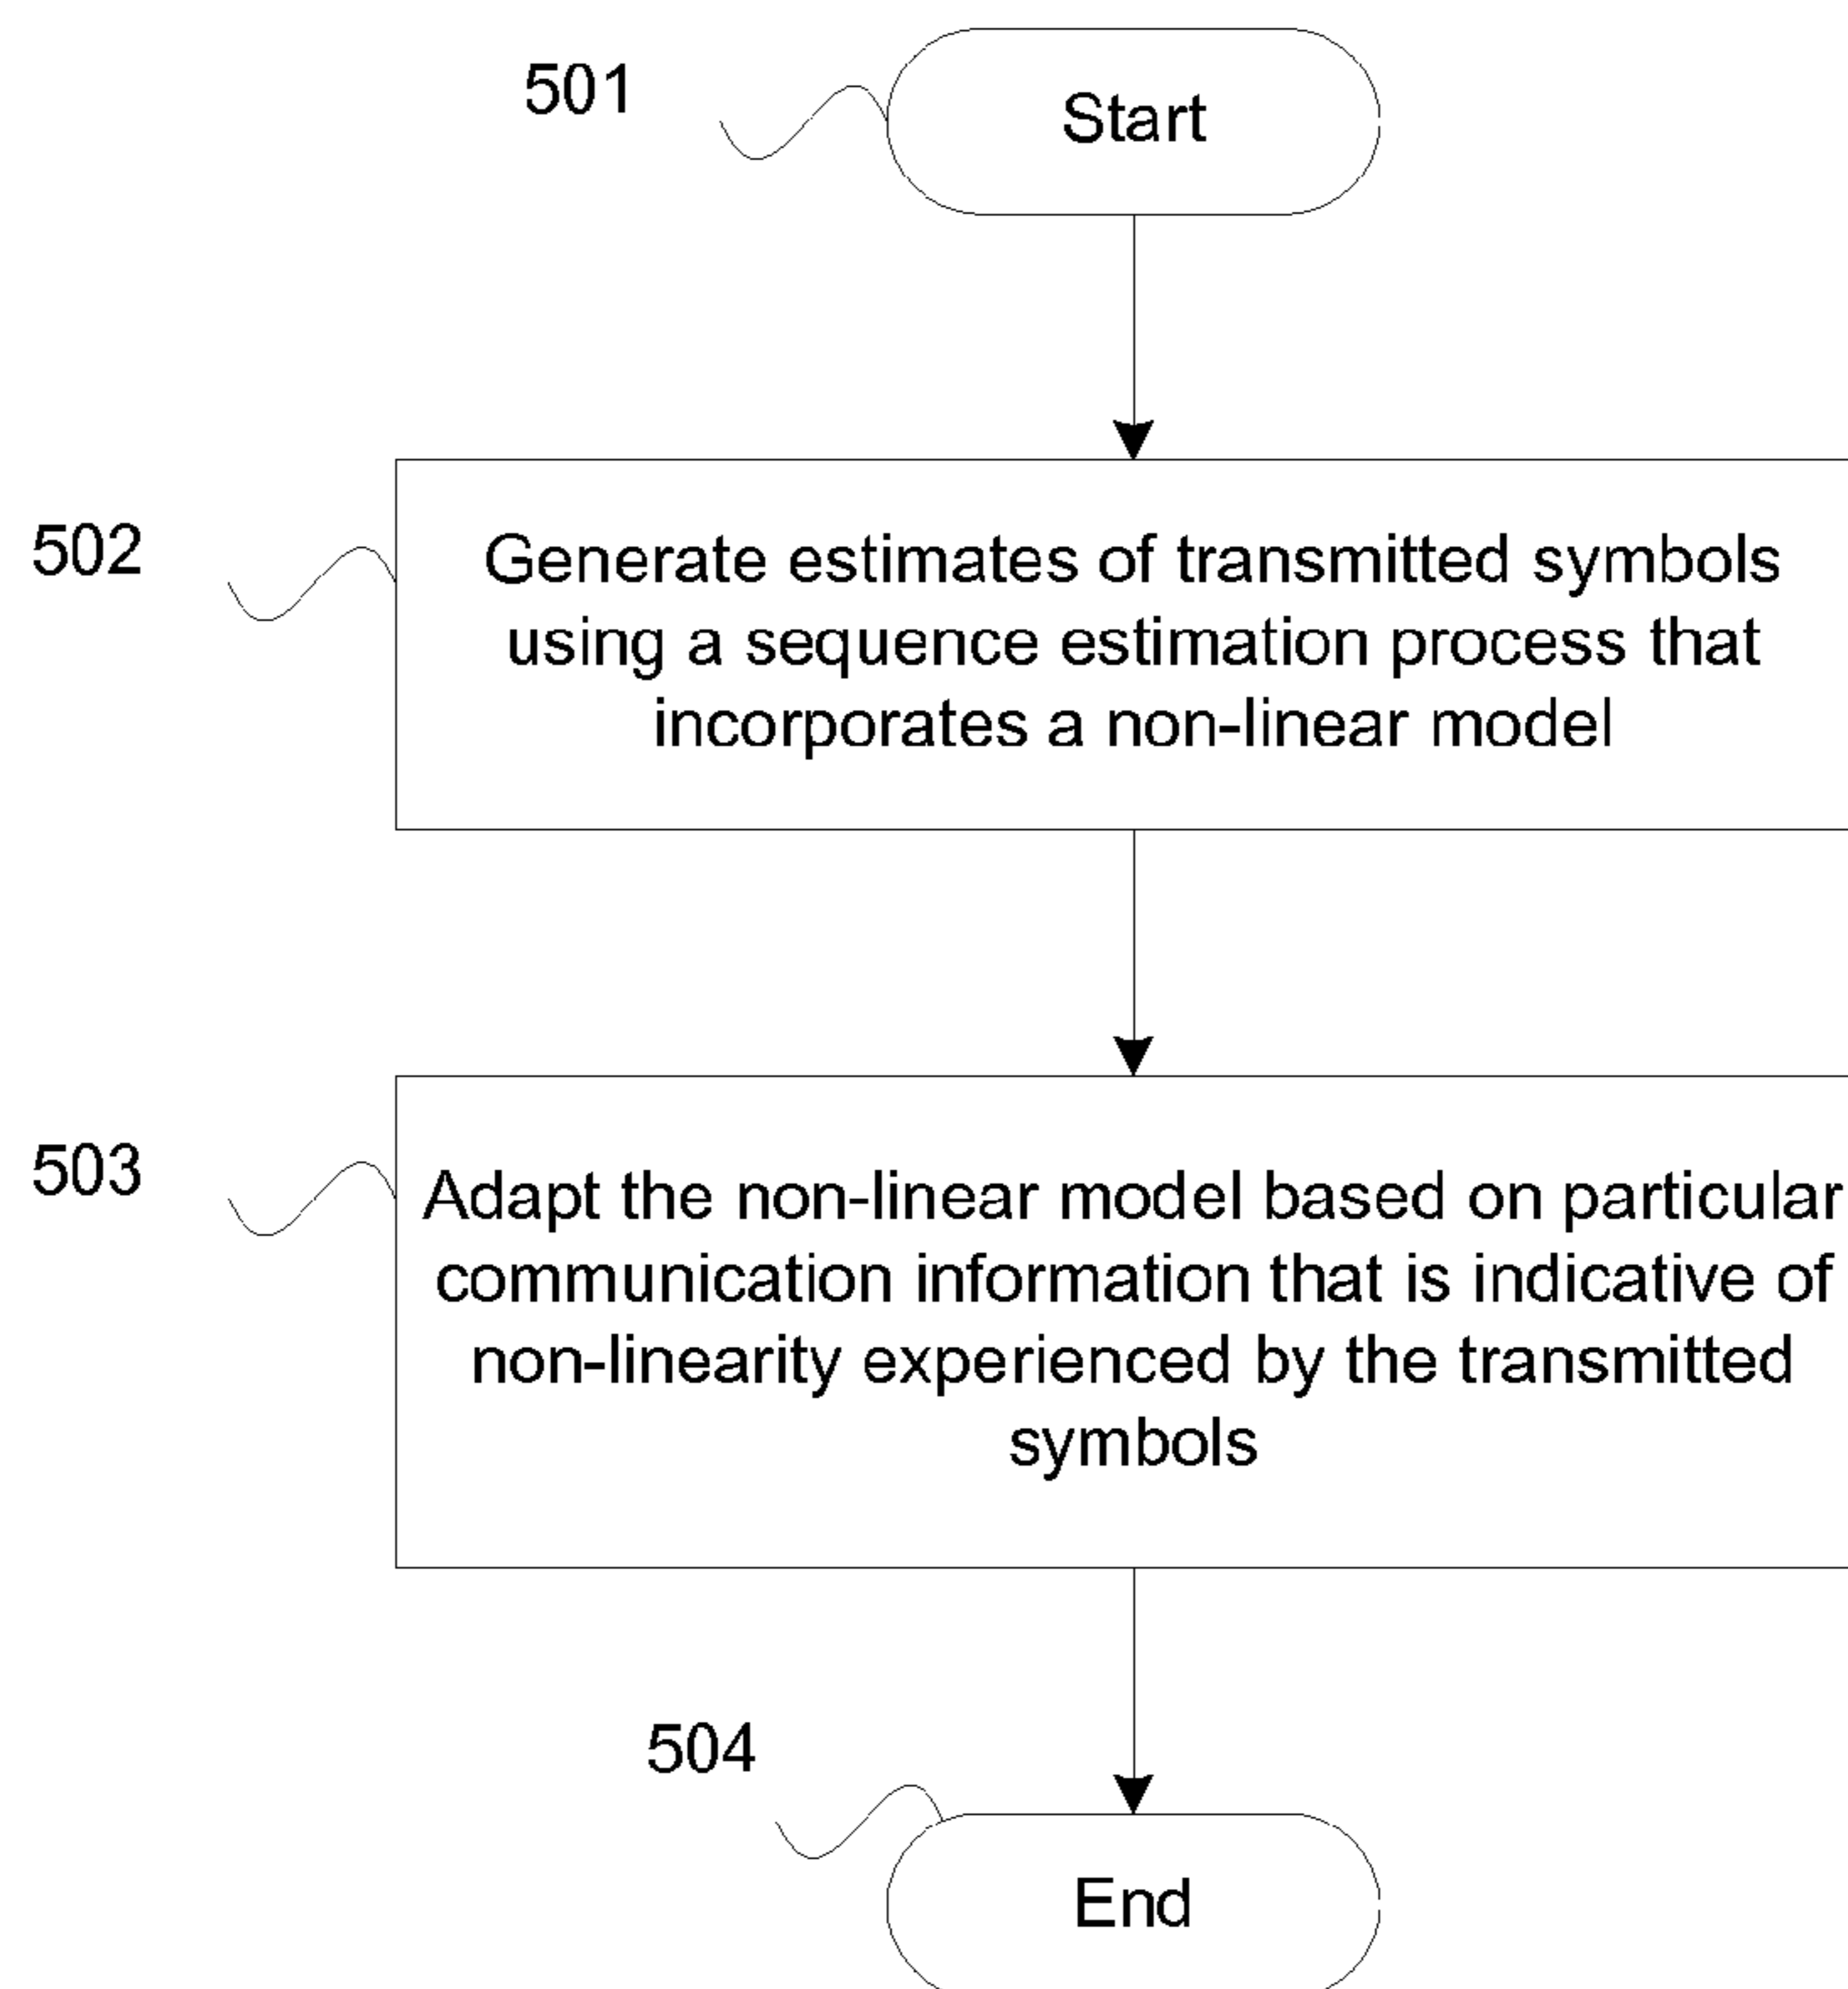 501
Start
502
Generate estimates of transmitted symbols
using a sequence estimation process that
incorporates a non-linear model
503
Adapt the non-linear model based on particular
communication information that is indicative of
non-linearity experienced by the transmitted
symbols
504
End